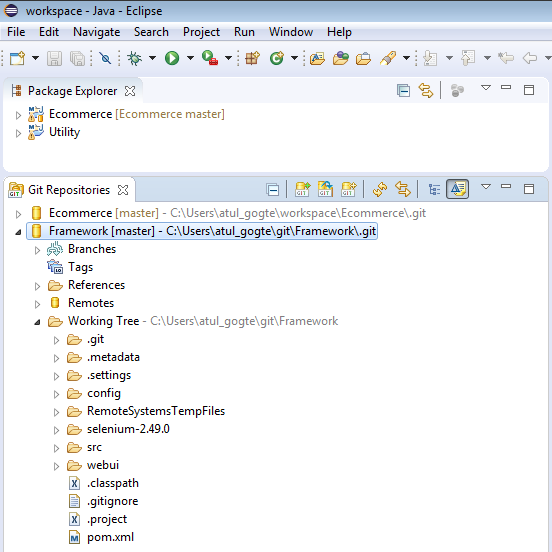 workspace - Java - Eclipse
File Edit Navigate Search Project Run Window Help
Package Explorer
Ecommerce [Ecommerce master]
Utility
Git Repositories
Ecommerce [master] - C:\Users\atul_gogte\workspace\Ecommerce\.git
Framework [master] - C:\Users\atul_gogte\git\Framework\.git
Branches
Tags
References
Remotes
Working Tree - C:\Users\atul_gogte\git\Framework
.git
.metadata
.settings
config
RemoteSystemsTempFiles
selenium-2.49.0
src
webui
.classpath
.gitignore
.project
pom.xml